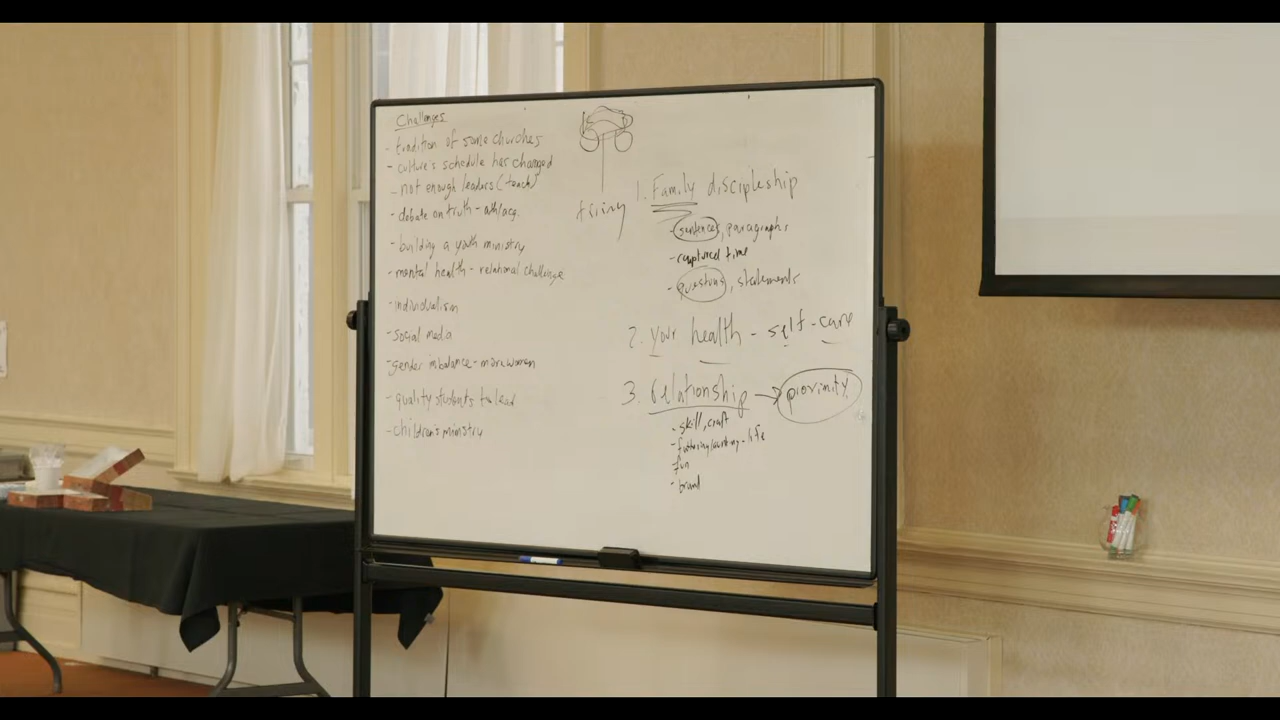 Challenges
- tradition of some churches
- culture's schedule has changed
- not enough leaders (teach)
- debate on truth -
- building a youth ministry
- mental health - relational challenge
- individualism
- social media
- gender imbalance - more women
- quality students to lead
- children's ministry
1. Family discipleship
- sentences, paragraphs
- captured time
- questions, statements
2. your health - self-care
3. relationship → proximity
- skill, craft
- life
- fun
- brand